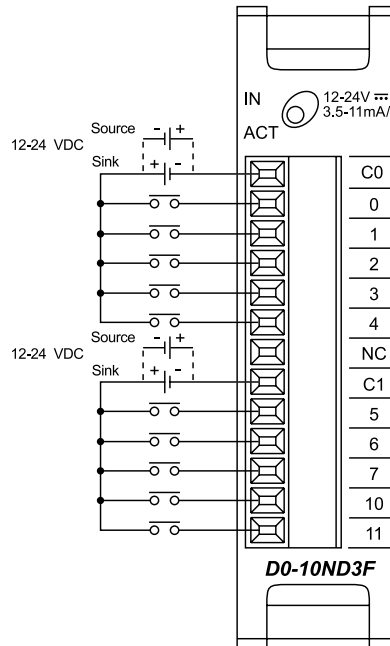 IN
12-24V ⎓
3.5-11mA/
ACT
Source
- +
12-24 VDC
Sink
+ -
C0
0
1
2
3
4
Source
- +
12-24 VDC
NC
Sink
+ -
C1
5
6
7
10
11
D0-10ND3F